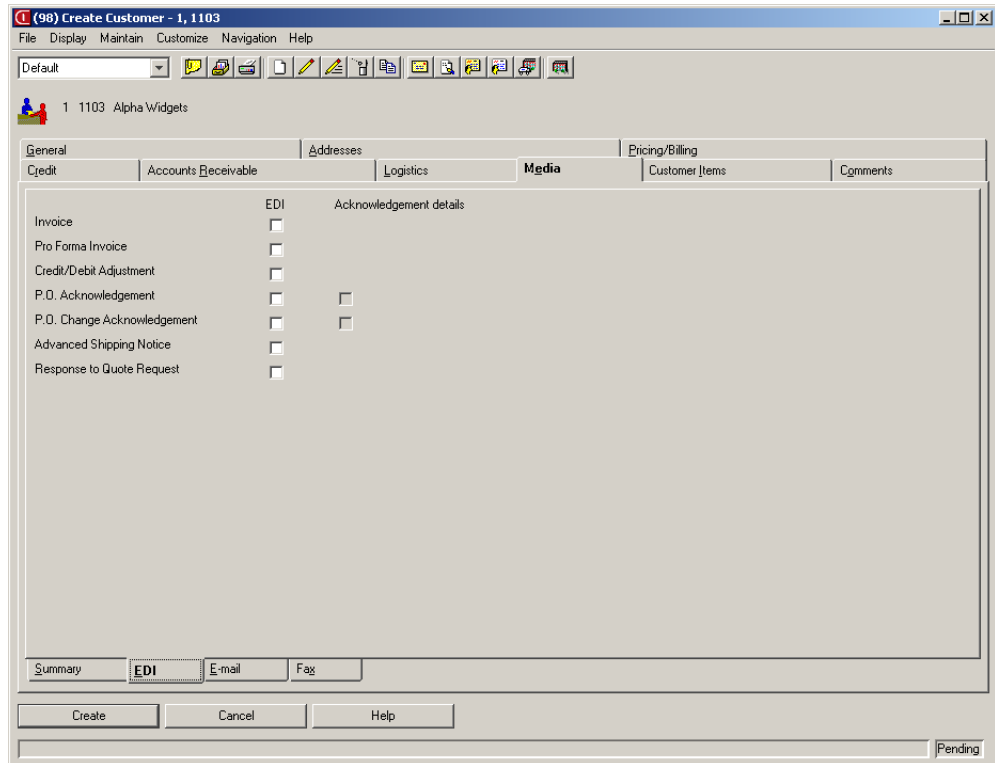 (98) Create Customer - 1, 1103
File Display Maintain Customize Navigation Help
Default
1 1103 Alpha Widgets
General Addresses Pricing/Billing
Credit Accounts Receivable Logistics Media Customer Items Comments
EDI Acknowledgement details
Invoice
Pro Forma Invoice
Credit/Debit Adjustment
P.O. Acknowledgement
P.O. Change Acknowledgement
Advanced Shipping Notice
Response to Quote Request
Summary EDI E-mail Fax
Create Cancel Help
Pending